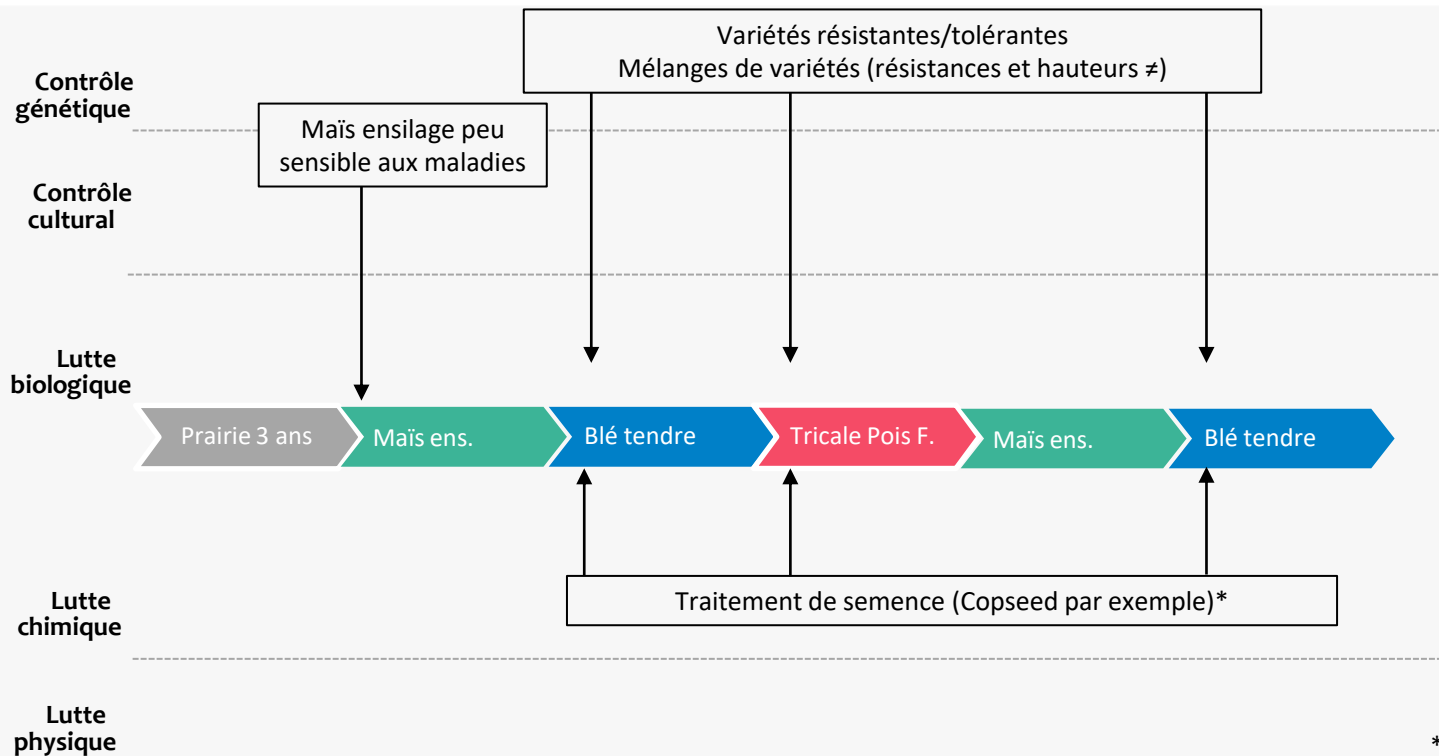 Variétés résistantes/tolérantes
Mélanges de variétés (résistances et hauteurs ≠)
Contrôle
génétique
Maïs ensilage peu
sensible aux maladies
Contrôle
cultural
Lutte
biologique
Prairie 3 ans
Maïs ens.
Blé tendre
Tricale Pois F.
Maïs ens.
Blé tendre
Traitement de semence (Copseed par exemple)*
Lutte
chimique
Lutte
physique
*